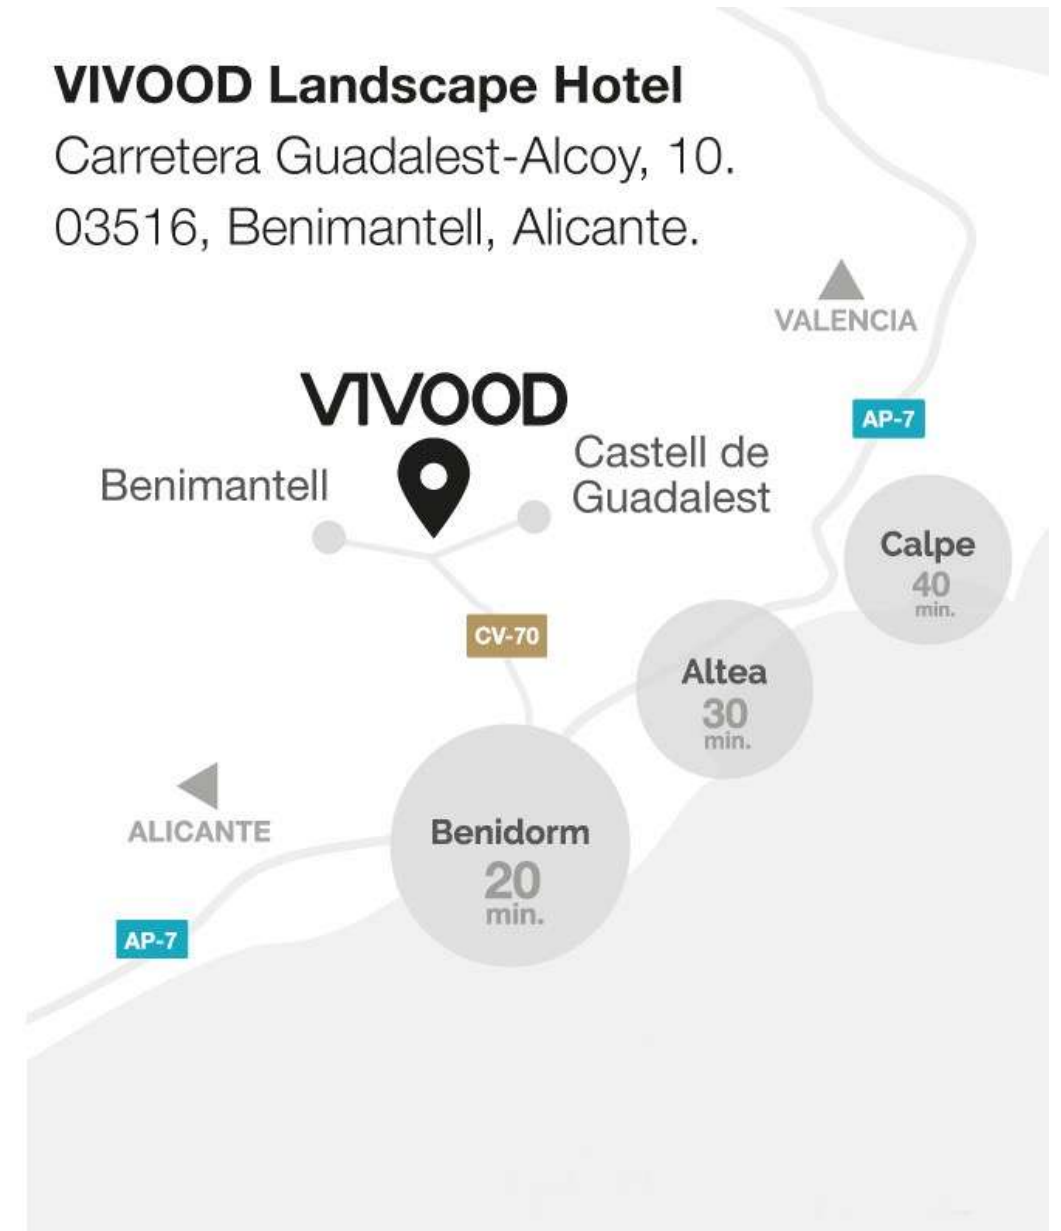 VIVOOD Landscape Hotel
Carretera Guadalest-Alcoy, 10.
03516, Benimantell, Alicante.
VALENCIA
VIVOOD
AP-7
Castell de
Guadalest
Benimantell
Calpe
40
min.
CV-70
Altea
30
min.
ALICANTE
Benidorm
20
min.
AP-7